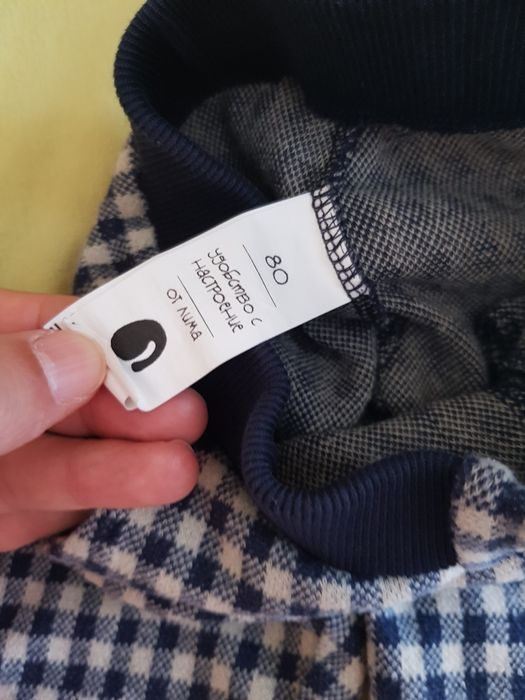 80
удобство с
настроение
от лима